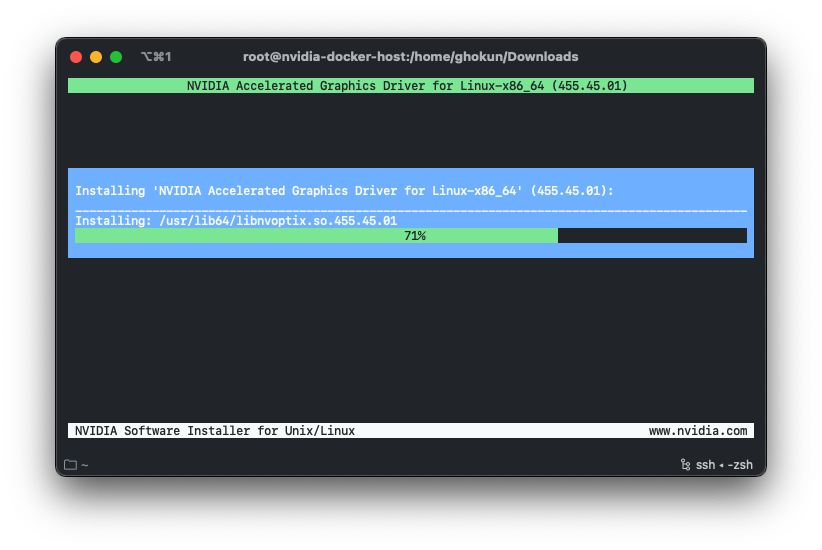 ⌥⌘1 root@nvidia-docker-host:/home/ghokun/Downloads
NVIDIA Accelerated Graphics Driver for Linux-x86_64 (455.45.01)
Installing 'NVIDIA Accelerated Graphics Driver for Linux-x86_64' (455.45.01):
Installing: /usr/lib64/libnvoptix.so.455.45.01
71%
NVIDIA Software Installer for Unix/Linux www.nvidia.com
~ ssh ◂ -zsh